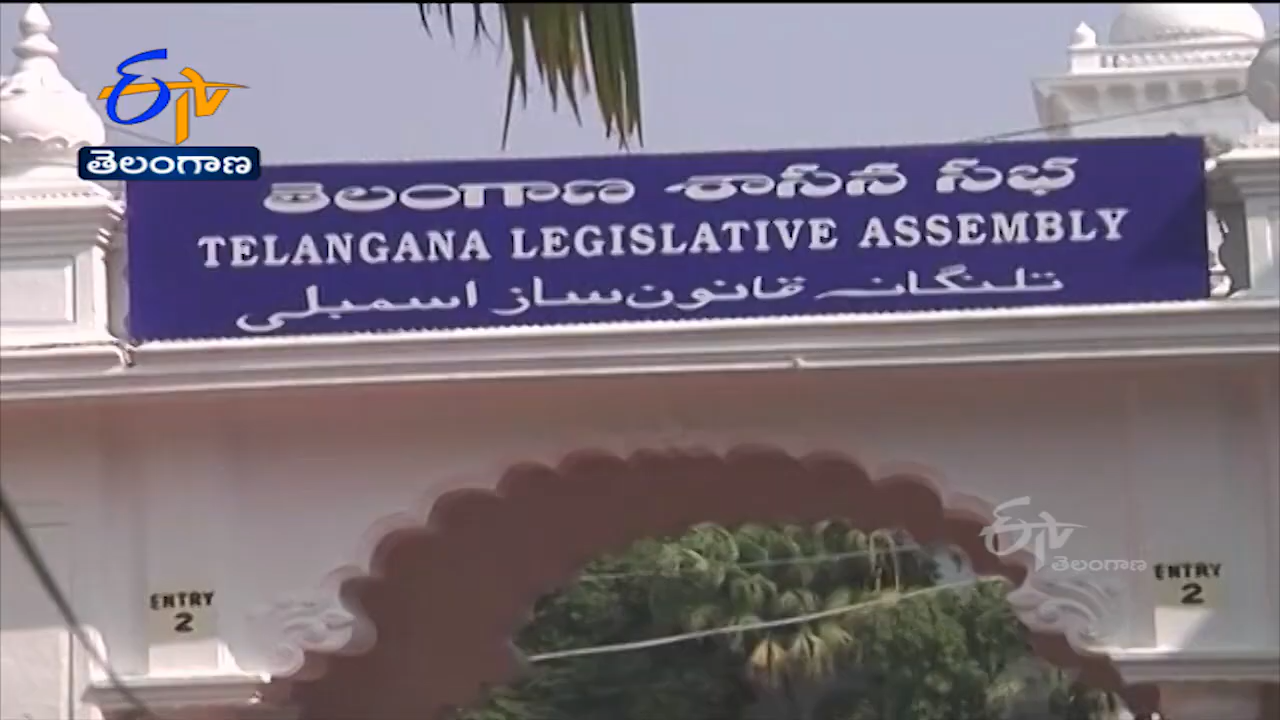 ETV
తెలంగాణ
తెలంగాణ శాసన సభ
TELANGANA LEGISLATIVE ASSEMBLY
تلنگانہ قانون ساز اسمبلی
ETV
తెలంగాణ
ENTRY
2
ENTRY
2